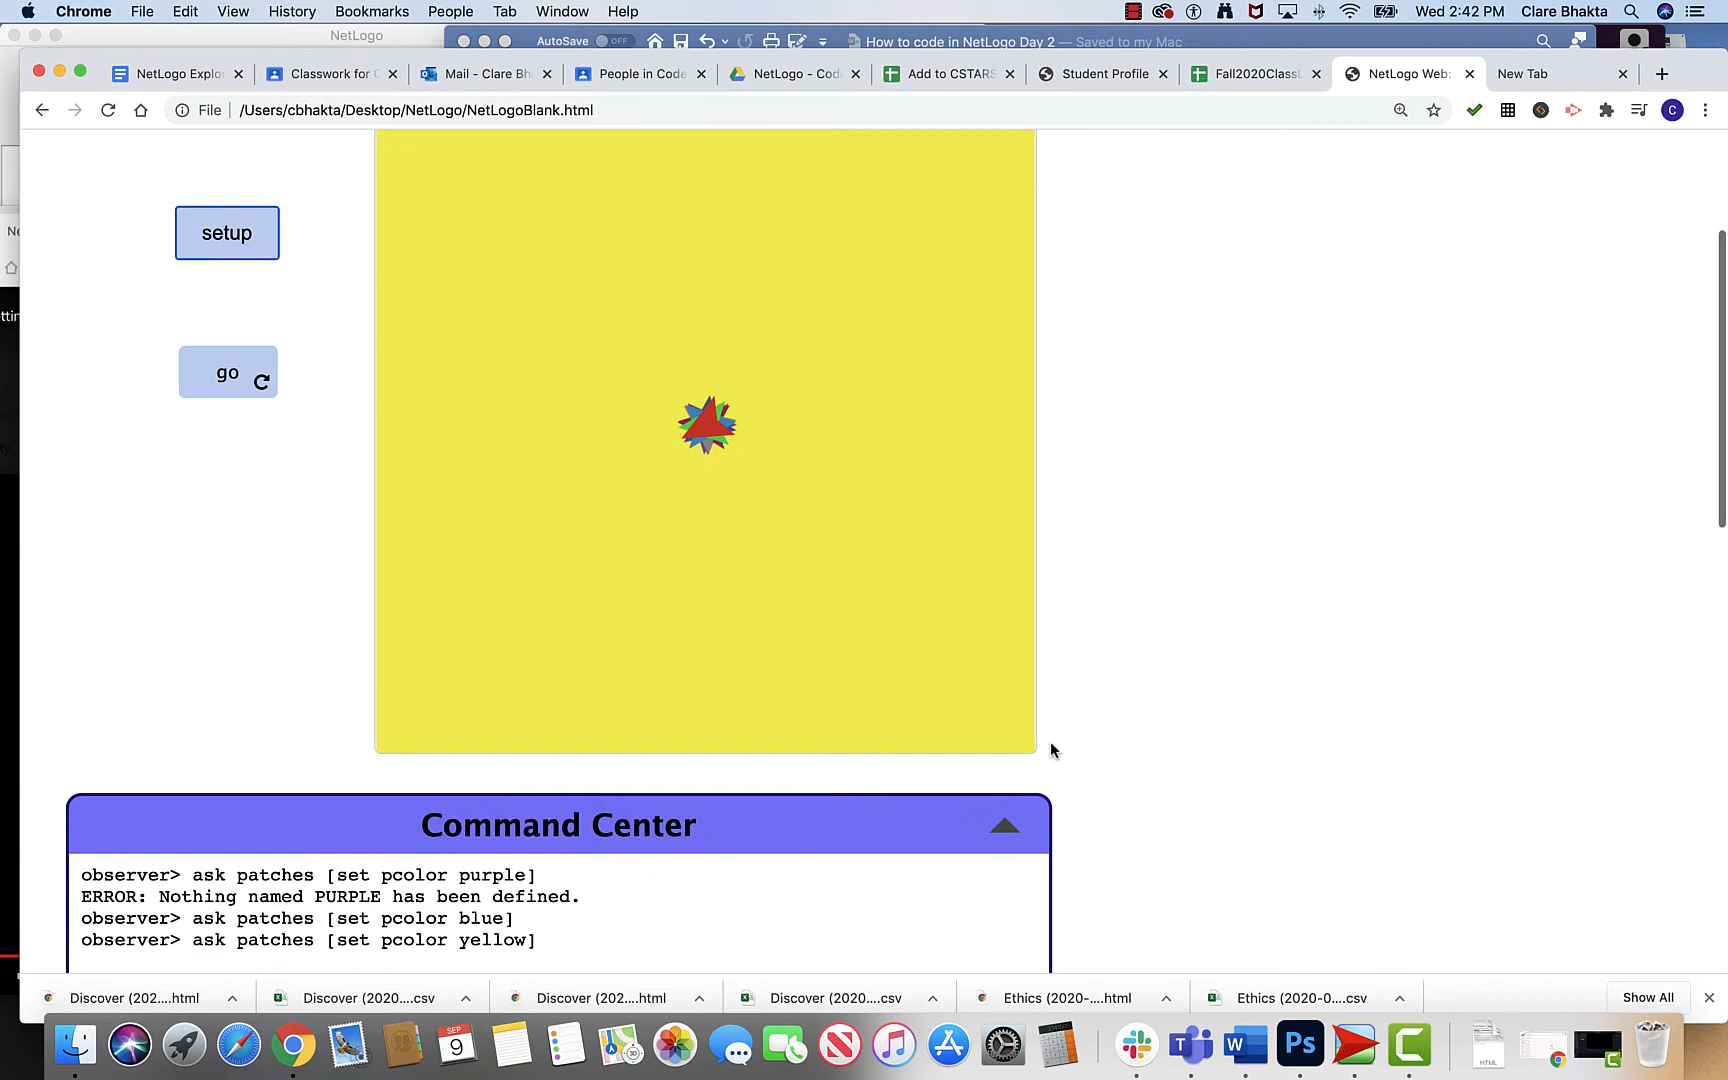 Chrome File Edit View History Bookmarks People Tab Window Help Wed 2:42 PM Clare Bhakta
NetLogo AutoSave OFF How to code in NetLogo Day 2 — Saved to my Mac
NetLogo Explo Classwork for C Mail - Clare Bh People in Code NetLogo - Cod Add to CSTARS Student Profile Fall2020ClassL NetLogo Web: New Tab
File /Users/cbhakta/Desktop/NetLogo/NetLogoBlank.html C
setup
go
Command Center
observer> ask patches [set pcolor purple]
ERROR: Nothing named PURPLE has been defined.
observer> ask patches [set pcolor blue]
observer> ask patches [set pcolor yellow]
Discover (202....html Discover (2020....csv Discover (202....html Discover (2020....csv Ethics (2020-....html Ethics (2020-0....csv Show All
SEP
9
W Ps C
HTML